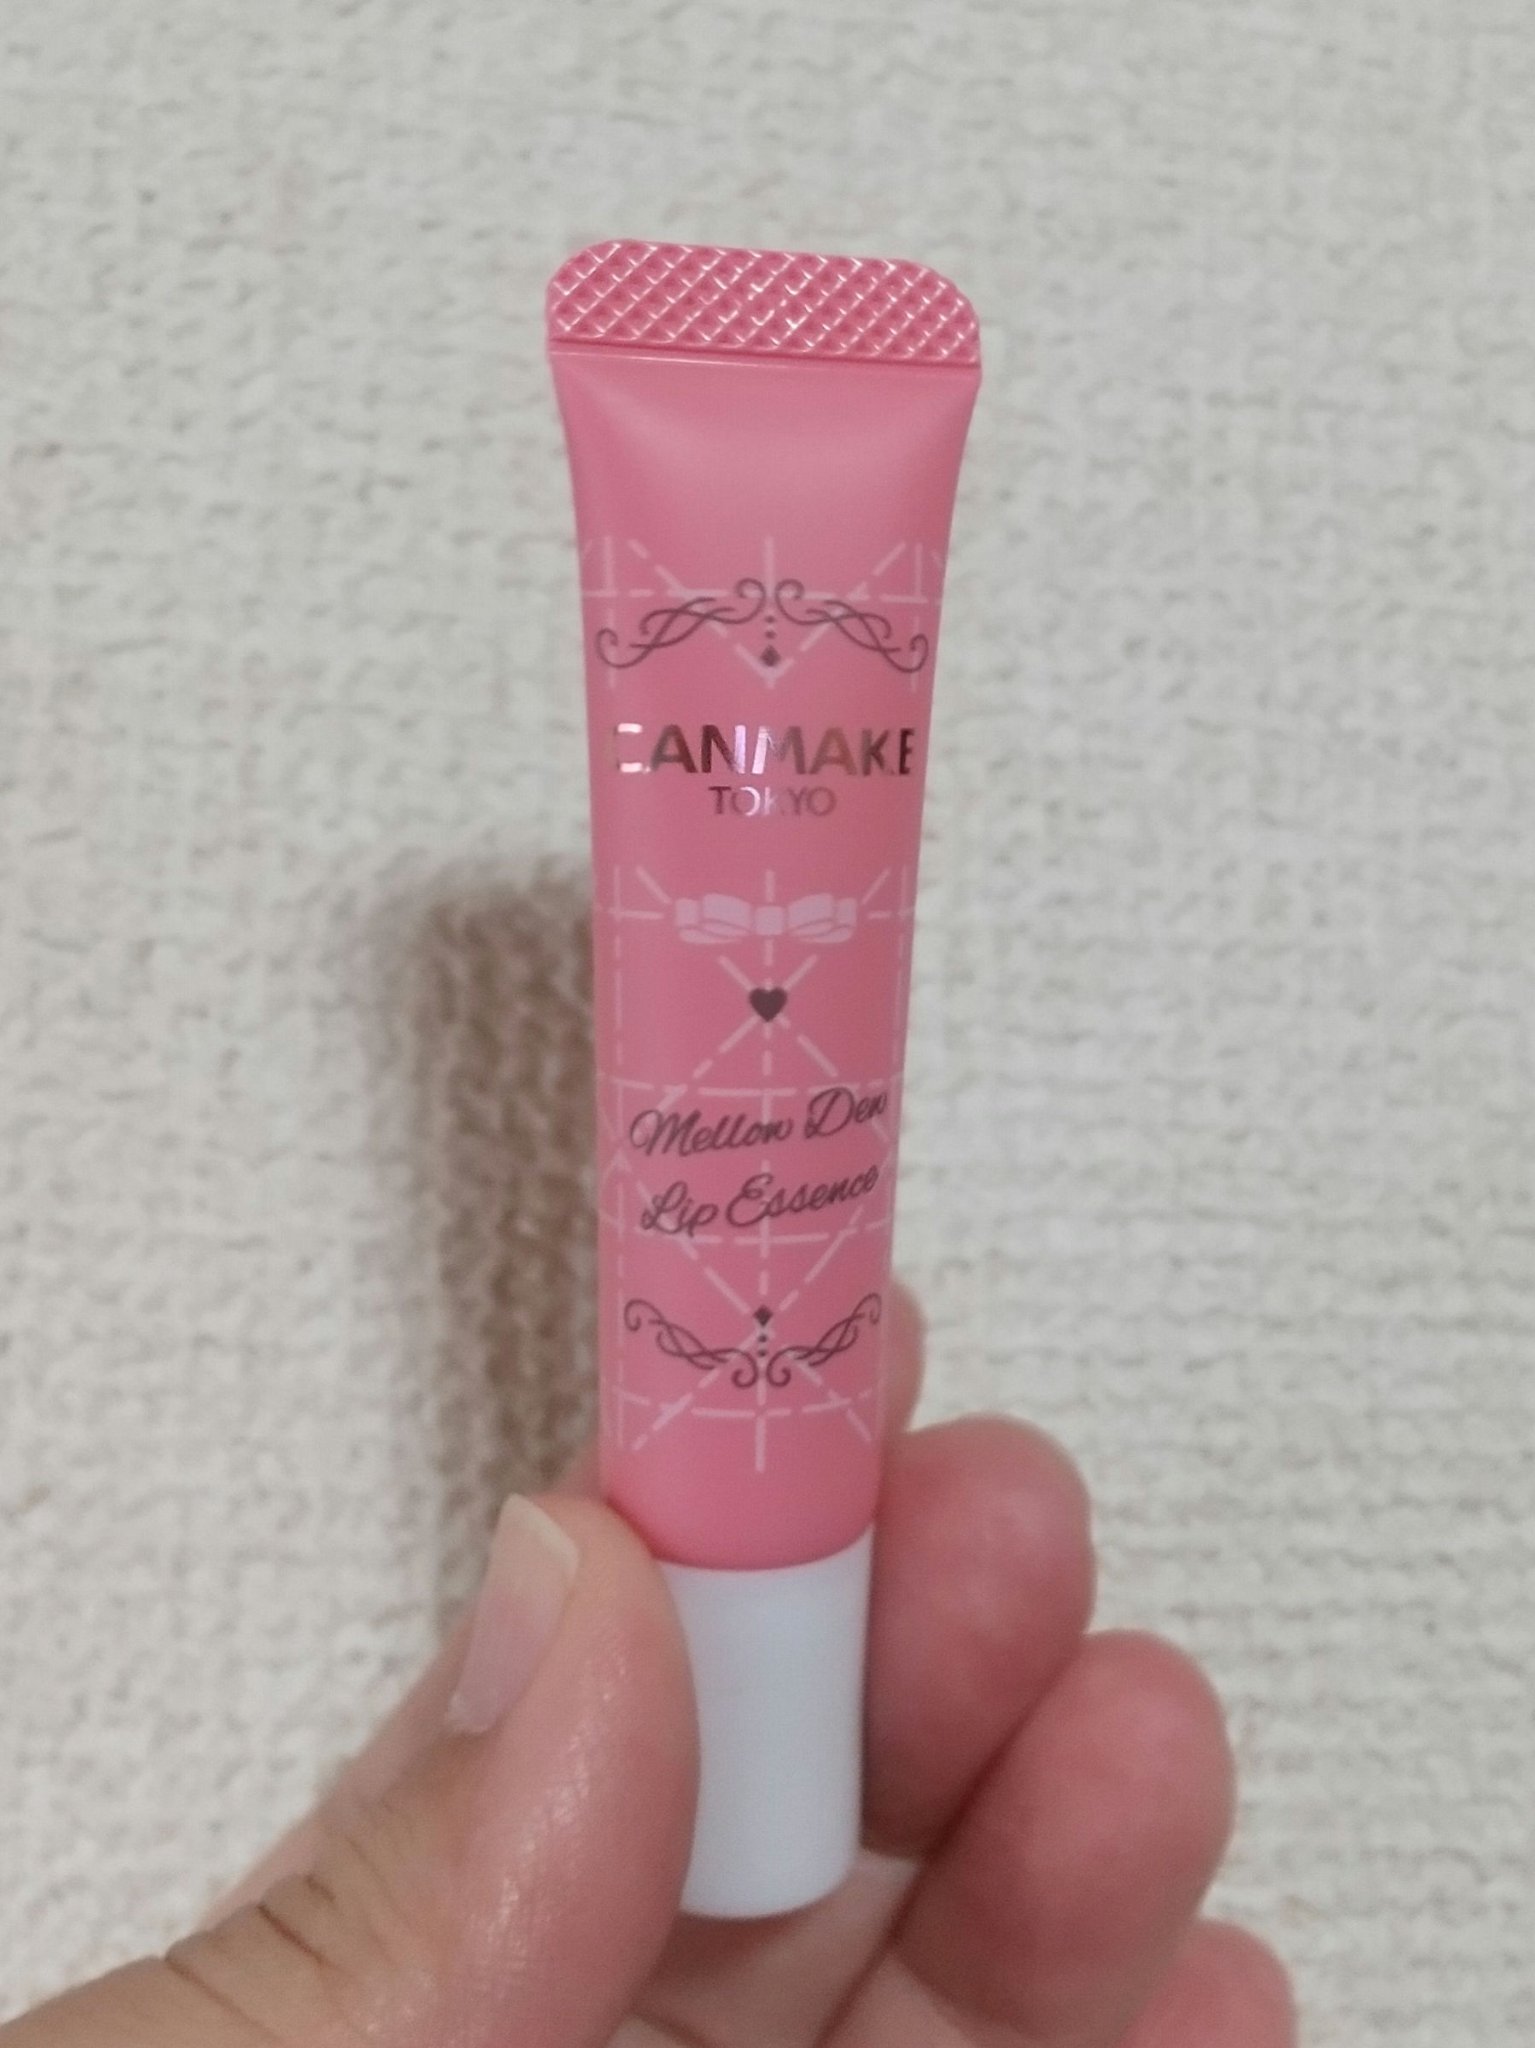 CANMAKE
TOKYO
Mellow Dew
Lip Essence